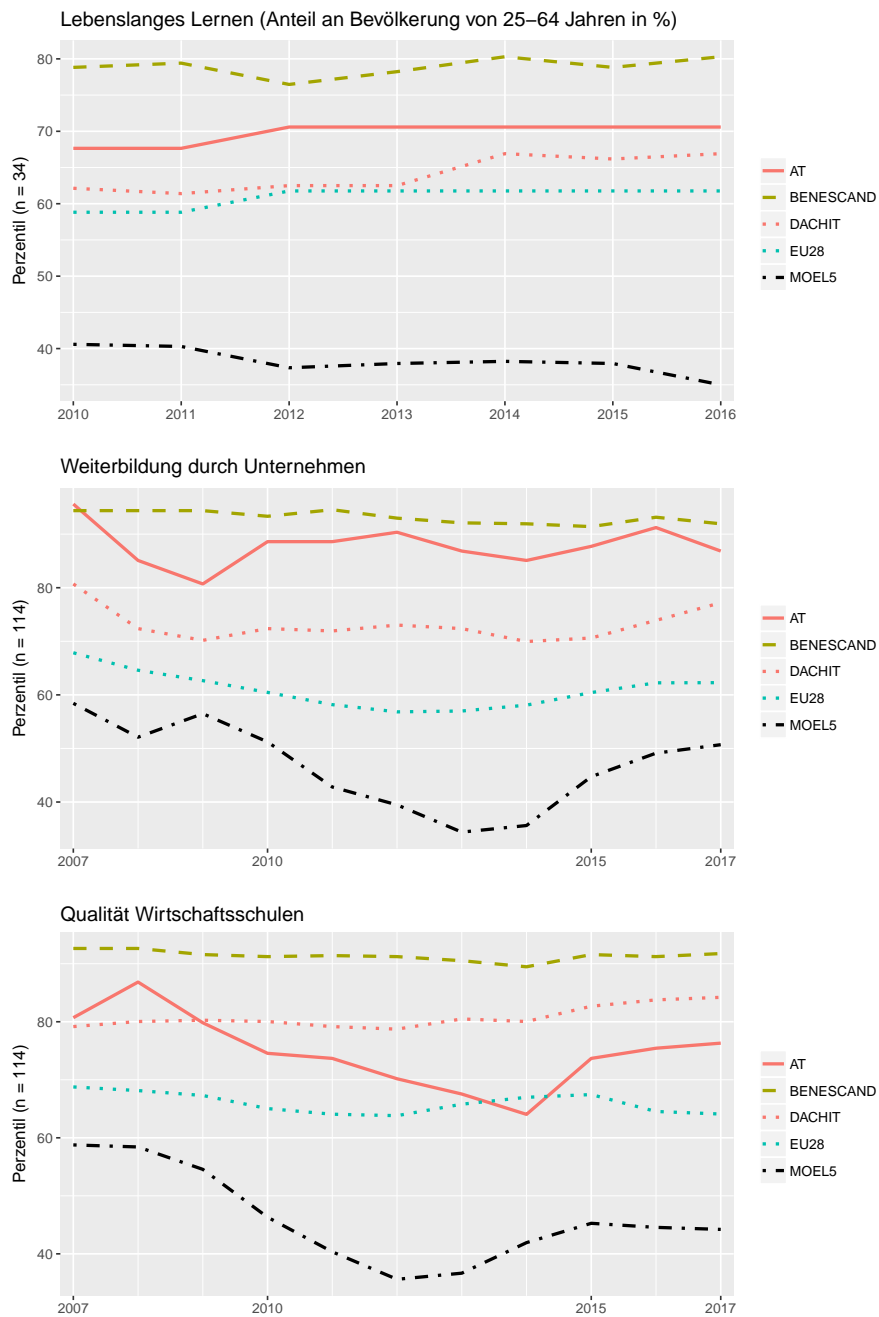 Lebenslanges Lernen (Anteil an Bevölkerung von 25–64 Jahren in %)
80
70
60
50
40
Perzentil (n = 34)
2010 2011 2012 2013 2014 2015 2016
AT
BENESCAND
DACHIT
EU28
MOEL5
Weiterbildung durch Unternehmen
80
60
40
Perzentil (n = 114)
2007 2010 2015 2017
AT
BENESCAND
DACHIT
EU28
MOEL5
Qualität Wirtschaftsschulen
80
60
40
Perzentil (n = 114)
2007 2010 2015 2017
AT
BENESCAND
DACHIT
EU28
MOEL5